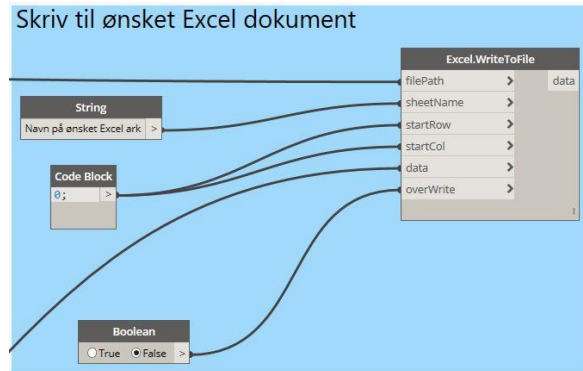 Skriv til ønsket Excel dokument
Excel.WriteToFile
filePath > data
sheetName >
startRow >
startCol >
data >
overWrite >
String
Navn på ønsket Excel ark >
Code Block
0; >
Boolean
True False >